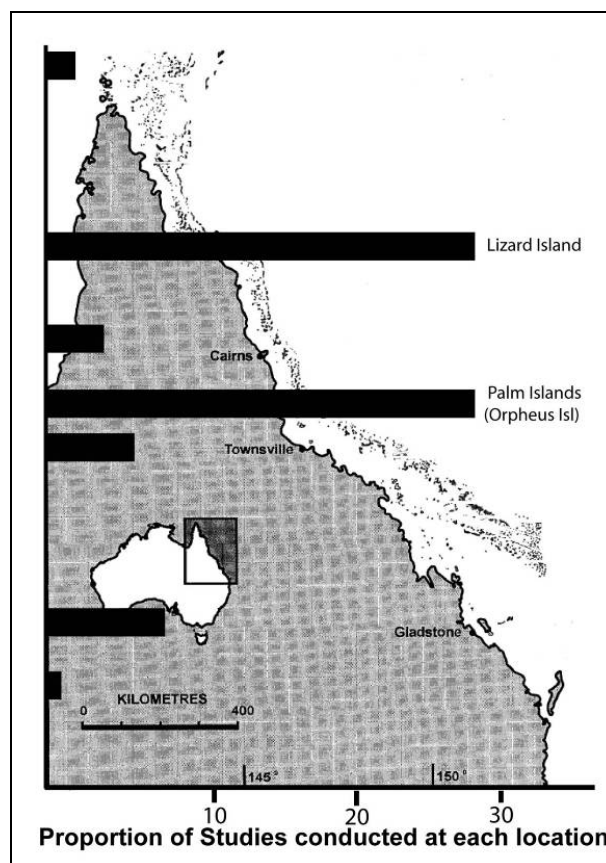 Lizard Island
Cairns
Palm Islands
(Orpheus Isl)
Townsville
Gladstone
KILOMETRES
0 400
145° 150°
10 20 30
Proportion of Studies conducted at each location